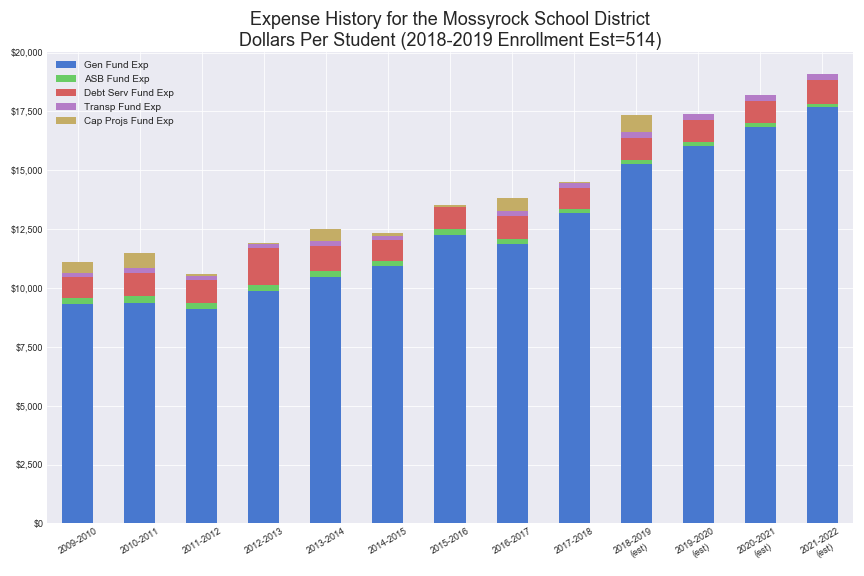 Expense History for the Mossyrock School District
Dollars Per Student (2018-2019 Enrollment Est=514)
$20,000
$17,500
$15,000
$12,500
$10,000
$7,500
$5,000
$2,500
$0
Gen Fund Exp
ASB Fund Exp
Debt Serv Fund Exp
Transp Fund Exp
Cap Projs Fund Exp
2009-2010
2010-2011
2011-2012
2012-2013
2013-2014
2014-2015
2015-2016
2016-2017
2017-2018
2018-2019
(est)
2019-2020
(est)
2020-2021
(est)
2021-2022
(est)